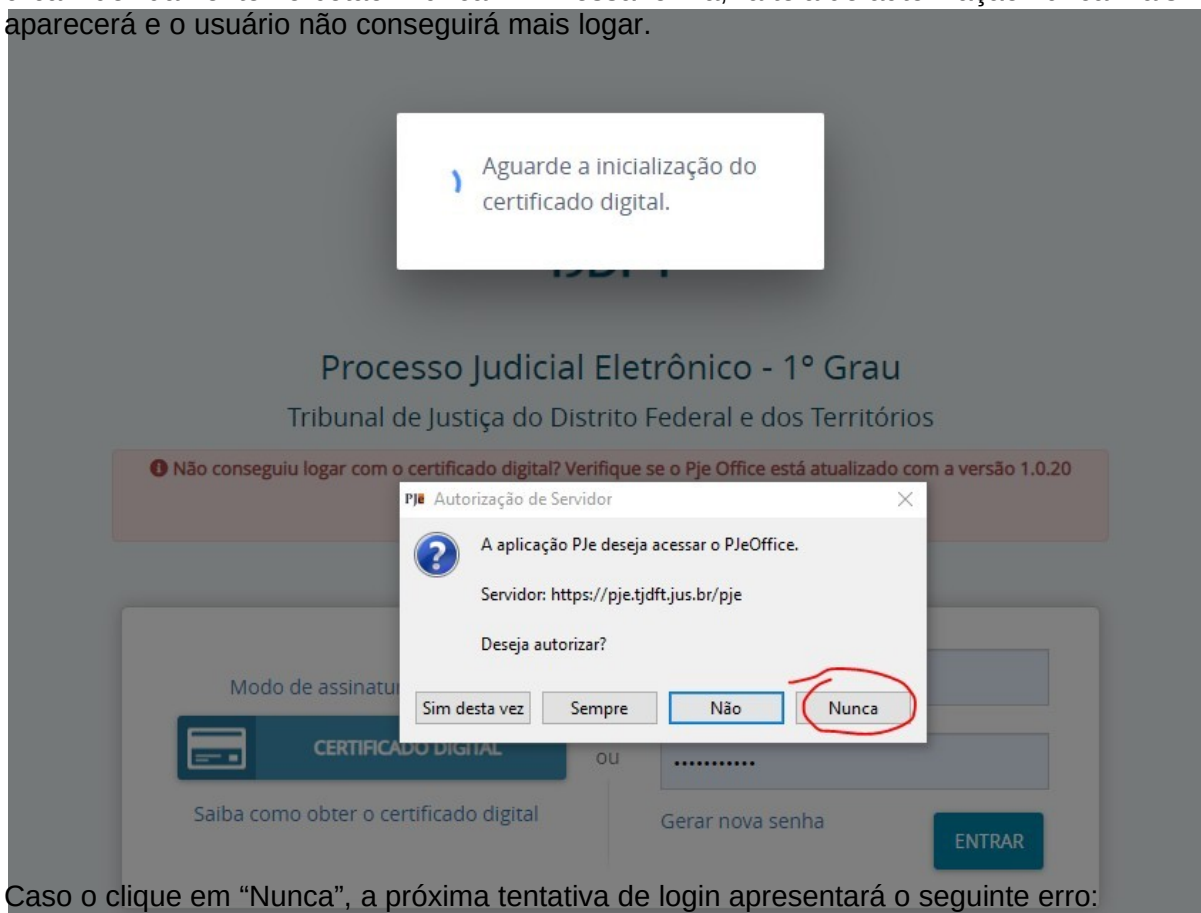 aparecerá e o usuário não conseguirá mais logar.
Aguarde a inicialização do
certificado digital.
Processo Judicial Eletrônico - 1º Grau
Tribunal de Justiça do Distrito Federal e dos Territórios
Não conseguiu logar com o certificado digital? Verifique se o Pje Office está atualizado com a versão 1.0.20
PJe Autorização de Servidor
A aplicação PJe deseja acessar o PJeOffice.
Servidor: https://pje.tjdft.jus.br/pje
Deseja autorizar?
Sim desta vez Sempre Não Nunca
Modo de assinatu
CERTIFICADO DIGITAL
ou
Saiba como obter o certificado digital
Gerar nova senha
ENTRAR
Caso o clique em “Nunca”, a próxima tentativa de login apresentará o seguinte erro: